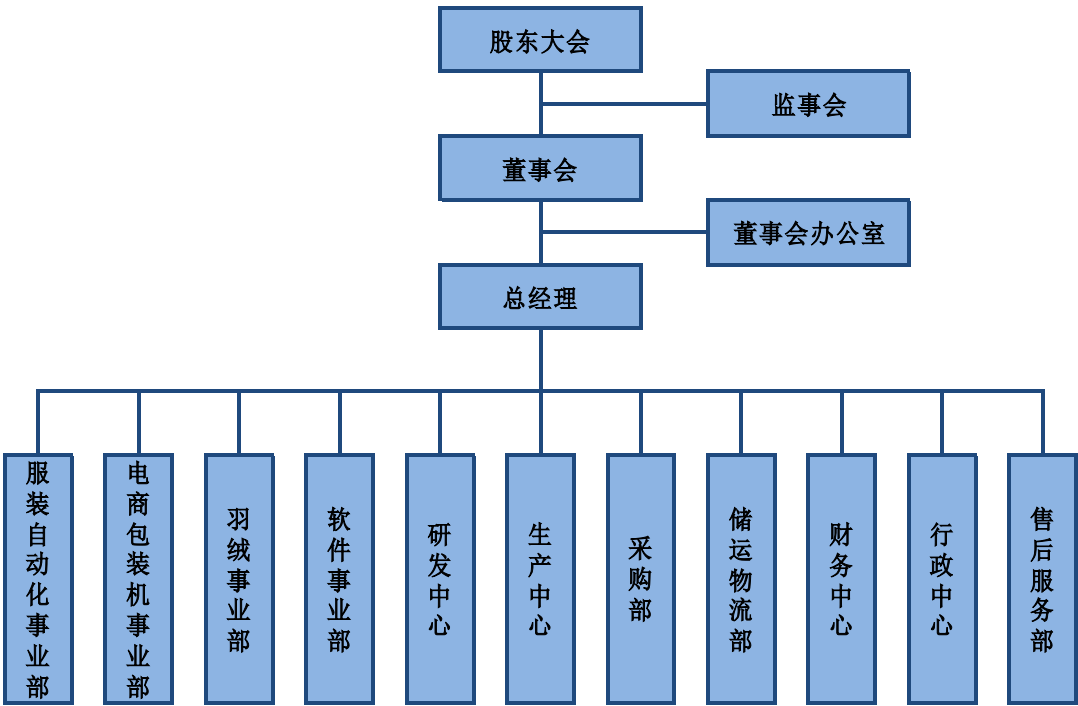 股东大会
监事会
董事会
董事会办公室
总经理
服装自动化事业部
电商包装机事业部
羽绒事业部
软件事业部
研发中心
生产中心
采购部
储运物流部
财务中心
行政中心
售后服务部